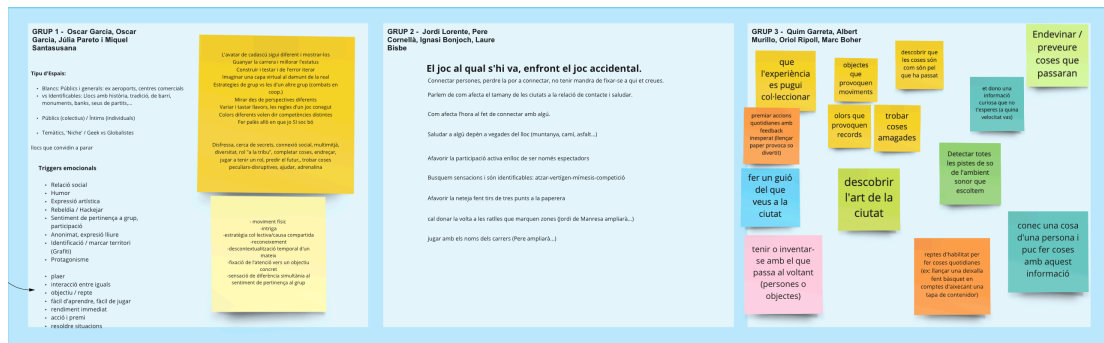 GRUP 1 - Oscar Garcia, Oscar
Garcia, Júlia Pareto i Miquel
Santasusana
Tipu d'Espais:
• Blancs: Públics i generals: ex aeroports, centres comercials
• vs Identificables: Llocs amb història, tradició, de barri,
monuments, banks, seus de partits,...
• Públics (colectius) / Íntims (individuals)
• Temàtics, 'Niche' / Geek vs Globalistes
llocs que convidin a parar
Triggers emocionals
• Relació social
• Humor
• Expressió artística
• Rebeldia / Hackejar
• Sentiment de pertinença a grup,
participació
• Anonimat, expresió lliure
• Identificació / marcar territori
(Grafiti)
• Protagonisme
• plaer
• interacció entre iguals
• objectiu / repte
• fàcil d'aprendre, fàcil de jugar
• rendiment immediat
• acció i premi
• resoldre situacions
L'avatar de cadascú sigui diferent i mostrar-los
Guanyar la carrera i millorar l'estatus
Construir i testar i de l'error iterar
Imaginar una capa virtual al damunt de la real
Estratègies de grup vs les d'un altre grup (combats en
coop.)
Mirar des de perspectives diferents
Variar i tastar llavors, les regles d'un joc conegut
Colors diferents volen dir competències distintes
Fer palès allò en que jo Si soc bó
Disfressa, cerca de secrets, connexió social, multimitjà,
diversitat, rol "a la tribu", completar coses, endreçar,
jugar a tenir un rol, predir el futur, trobar coses
peculiars-disruptives, ajudar, adrenalina
- moviment físic
-intriga
-estratègia col·lectiva/causa compartida
-reconeixement
-descontextualització temporal d'un
mateix
-fixació de l'atenció vers un objectiu
concret
-sensació de diferència simultània al
sentiment de pertinença al grup
GRUP 2 - Jordi Lorente, Pere
Cornellà, Ignasi Bonjoch, Laure
Bisbe
El joc al qual s'hi va, enfront el joc accidental.
Connectar persones, perdre la por a connectar, no tenir mandra de fixar-se a qui et creues.
Parlem de com afecta el tamany de les ciutats a la relació de contacte i saludar.
Com afecta l'hora al fet de connectar amb algú.
Saludar a algú depèn a vegades del lloc (muntanya, camí, asfalt...)
Afavorir la participació activa enlloc de ser només espectadors
Busquem sensacions i són identificables: atzar-vertigen-mímesis-competició
Afavorir la neteja fent tirs de tres punts a la paperera
cal donar la volta a les ratlles que marquen zones (Jordi de Manresa ampliarà...)
jugar amb els noms dels carrers (Pere ampliarà...)
GRUP 3 - Quim Garreta, Albert
Murillo, Oriol Ripoll, Marc Boher
que
l'experiència
es pugui
col·leccionar
objectes
que
provoquen
moviments
descobrir que
les coses són
com són pel
que ha passat
Endevinar /
preveure
coses que
passaran
et dono una
informació
curiosa que no
t'esperes (a quina
velocitat vas)
premiar accions
quotidianes amb
feedback
inesperat (llençar
paper provoca so
divertit)
olors que
provoquen
records
trobar
coses
amagades
Detectar totes
les pistes de so
de l'ambient
sonor que
escoltem
fer un guió
del que
veus a la
ciutat
descobrir
l'art de la
ciutat
conec una cosa
d'una persona i
puc fer coses
amb aquest
informació
tenir o inventar-
se amb el que
passa al voltant
(persones o
objectes)
reptes d'habilitat per
fer coses quotidianes
(ex: llançar una deixalla
fent bàsquet en
comptes d'aixecant una
tapa de contenidor)